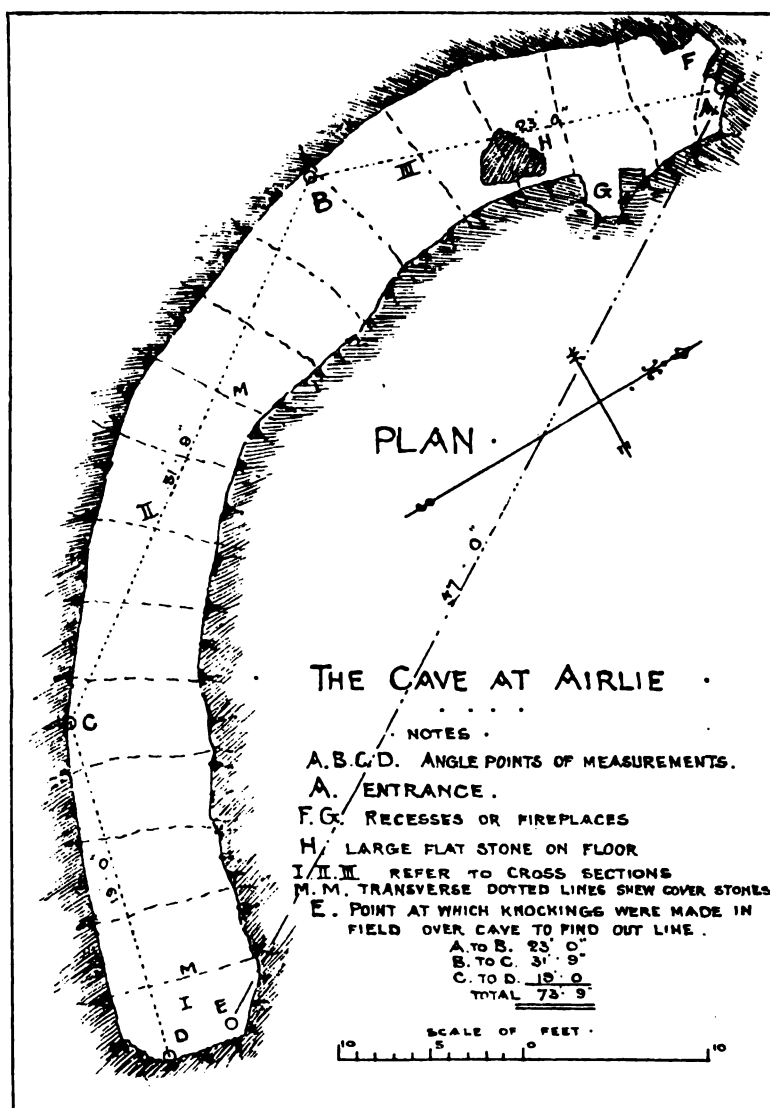 F
A.
23' 0"
H
III
G
B
M
31' 9"
PLAN.
II
47' 0"
THE CAVE AT AIRLIE.
C
NOTES.
A.B.C.D. ANGLE POINTS OF MEASUREMENTS.
A. ENTRANCE.
F.G. RECESSES OR FIREPLACES
H. LARGE FLAT STONE ON FLOOR
I.II.III REFER TO CROSS SECTIONS
M.M. TRANSVERSE DOTTED LINES SHEW COVER STONES
E. POINT AT WHICH KNOCKINGS WERE MADE IN
FIELD OVER CAVE TO FIND OUT LINE.
A. TO B. 23' 0"
B. TO C. 31' 9"
C. TO D. 19' 0
TOTAL 73' 9
19' 0"
M
I
E
D
SCALE OF FEET.
10 5 0 10